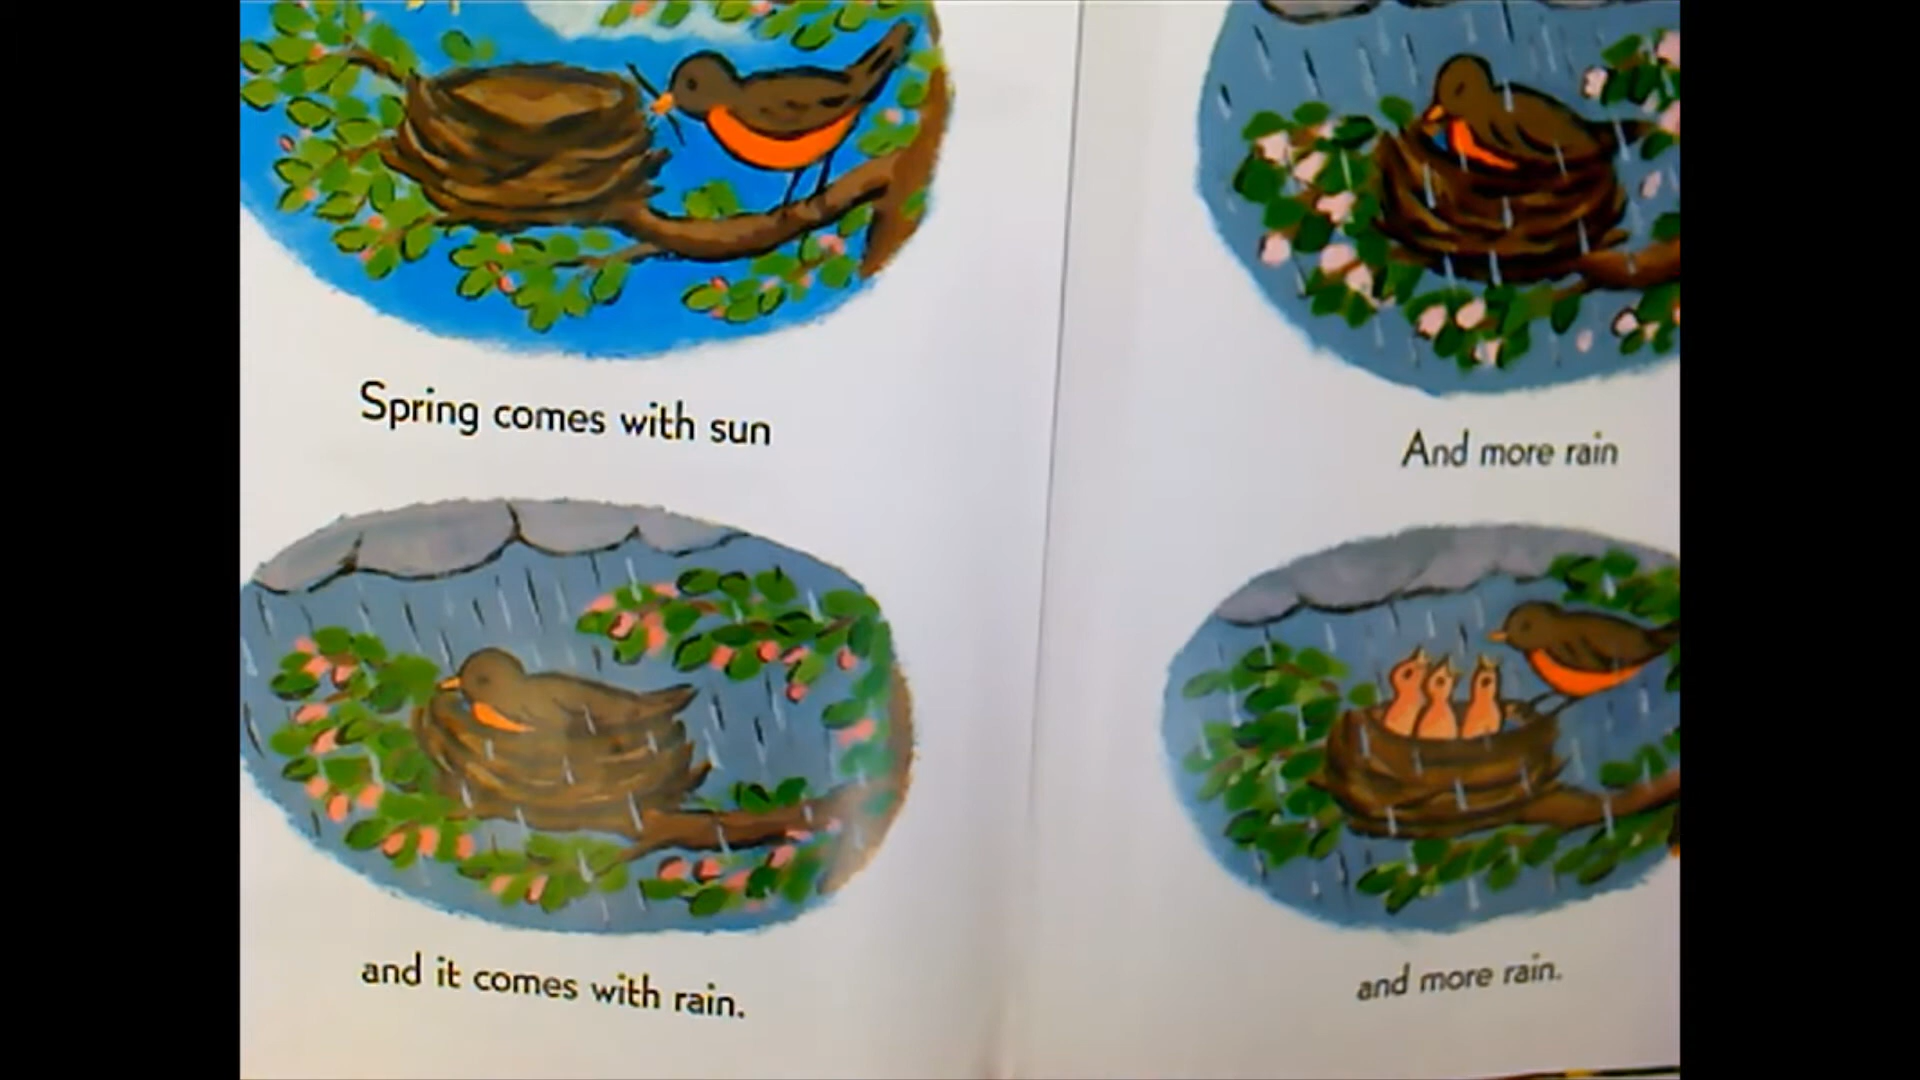 Spring comes with sun
and it comes with rain.
And more rain
and more rain.